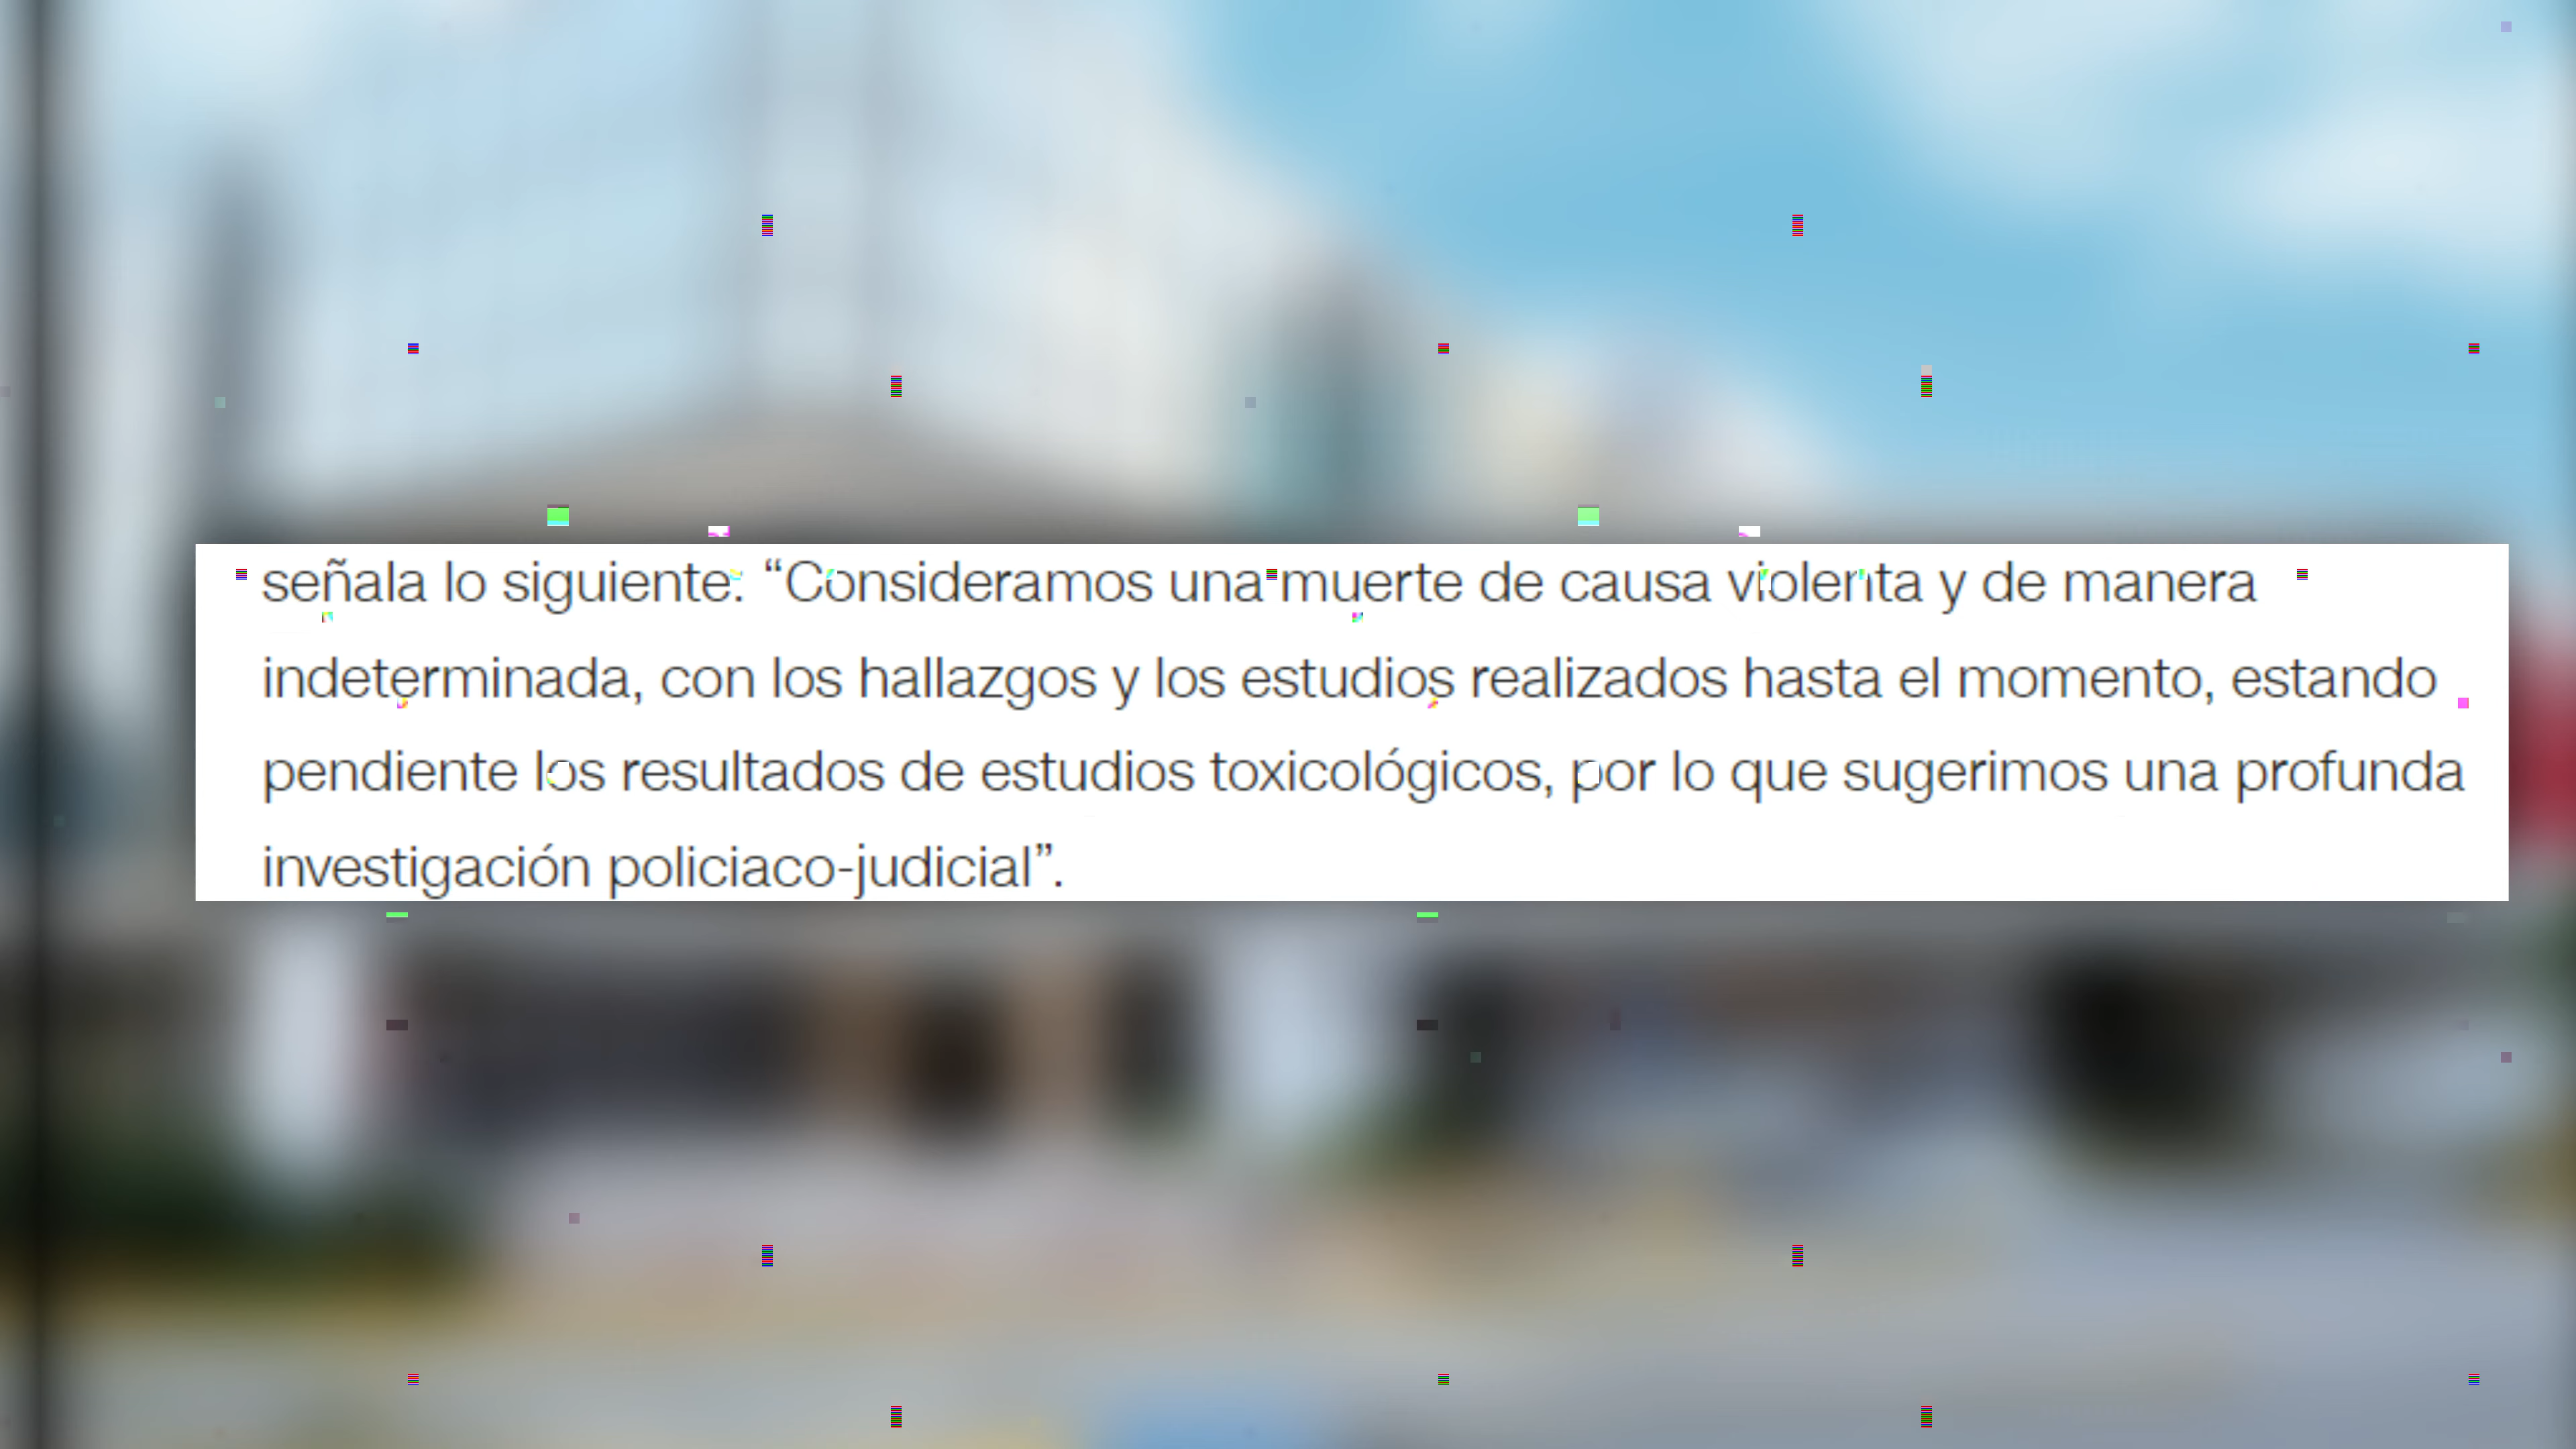 señala lo siguiente: “Consideramos una muerte de causa violenta y de manera
indeterminada, con los hallazgos y los estudios realizados hasta el momento, estando
pendiente los resultados de estudios toxicológicos, por lo que sugerimos una profunda
investigación policiaco-judicial”.